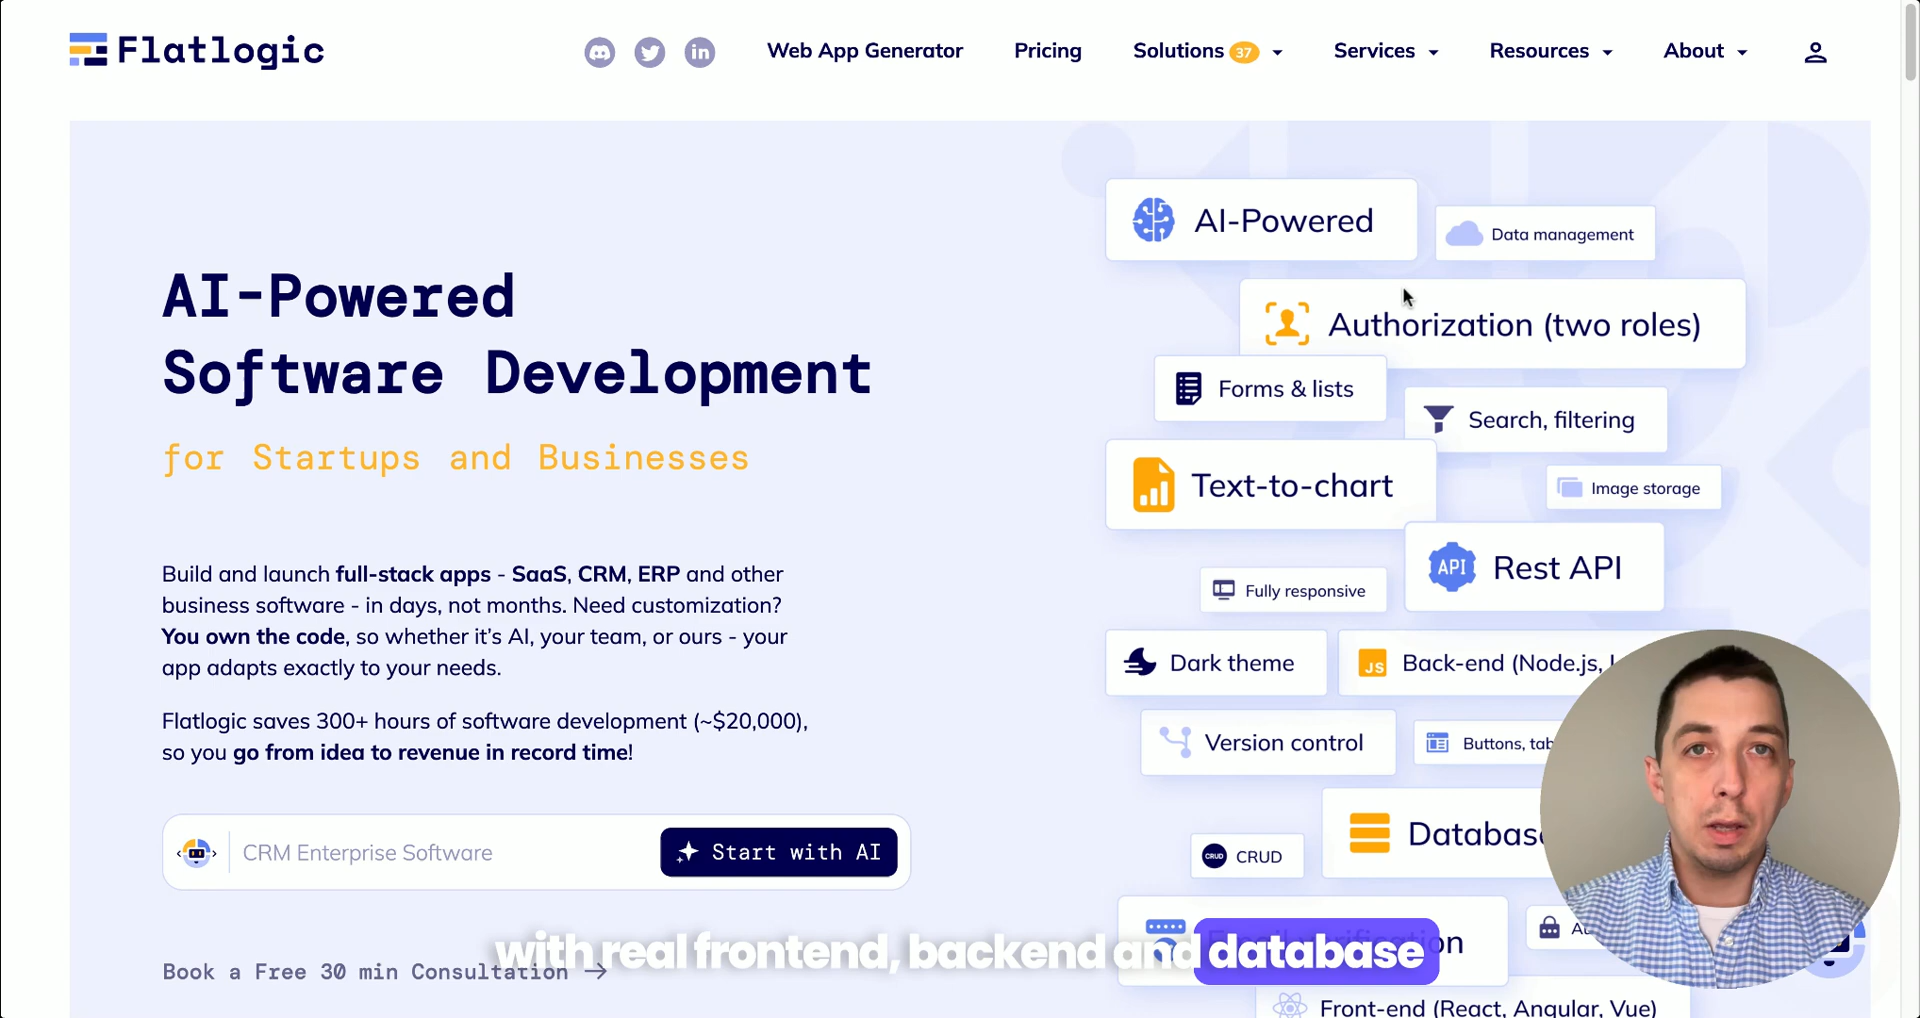 Flatlogic
Web App Generator
Pricing
Solutions 37
Services
Resources
About
AI-Powered
Software Development
for Startups and Businesses
Build and launch full-stack apps - SaaS, CRM, ERP and other
business software - in days, not months. Need customization?
You own the code, so whether it's AI, your team, or ours - your
app adapts exactly to your needs.
Flatlogic saves 300+ hours of software development (~$20,000),
so you go from idea to revenue in record time!
CRM Enterprise Software
Start with AI
Book a Free 30 min Consultation →
AI-Powered
Data management
Authorization (two roles)
Forms & lists
Search, filtering
Text-to-chart
Image storage
API
Rest API
Fully responsive
Dark theme
JS
Back-end (Node.js,
Version control
Buttons,
Database
CRUD
CRUD
Front-end (React, Angular, Vue)
with real frontend, backend and database